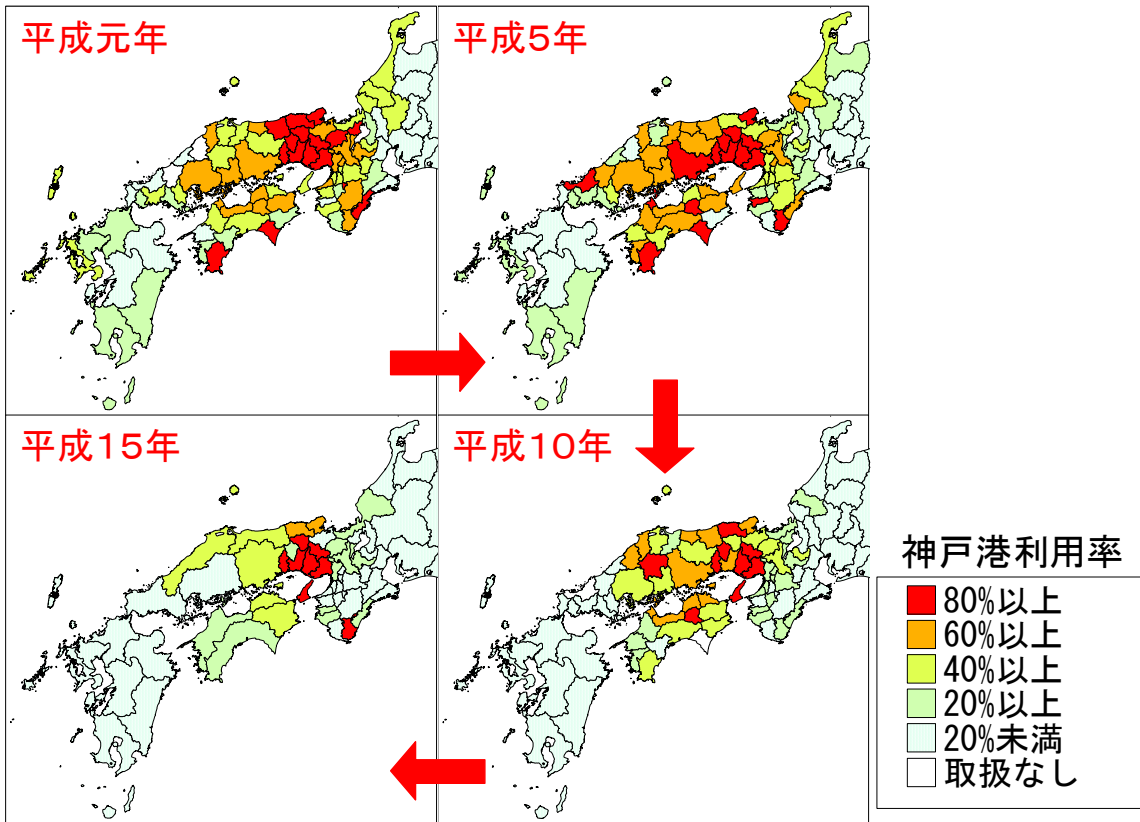 平成元年
平成5年
平成15年
平成10年
神戸港利用率
80%以上
60%以上
40%以上
20%以上
20%未満
取扱なし